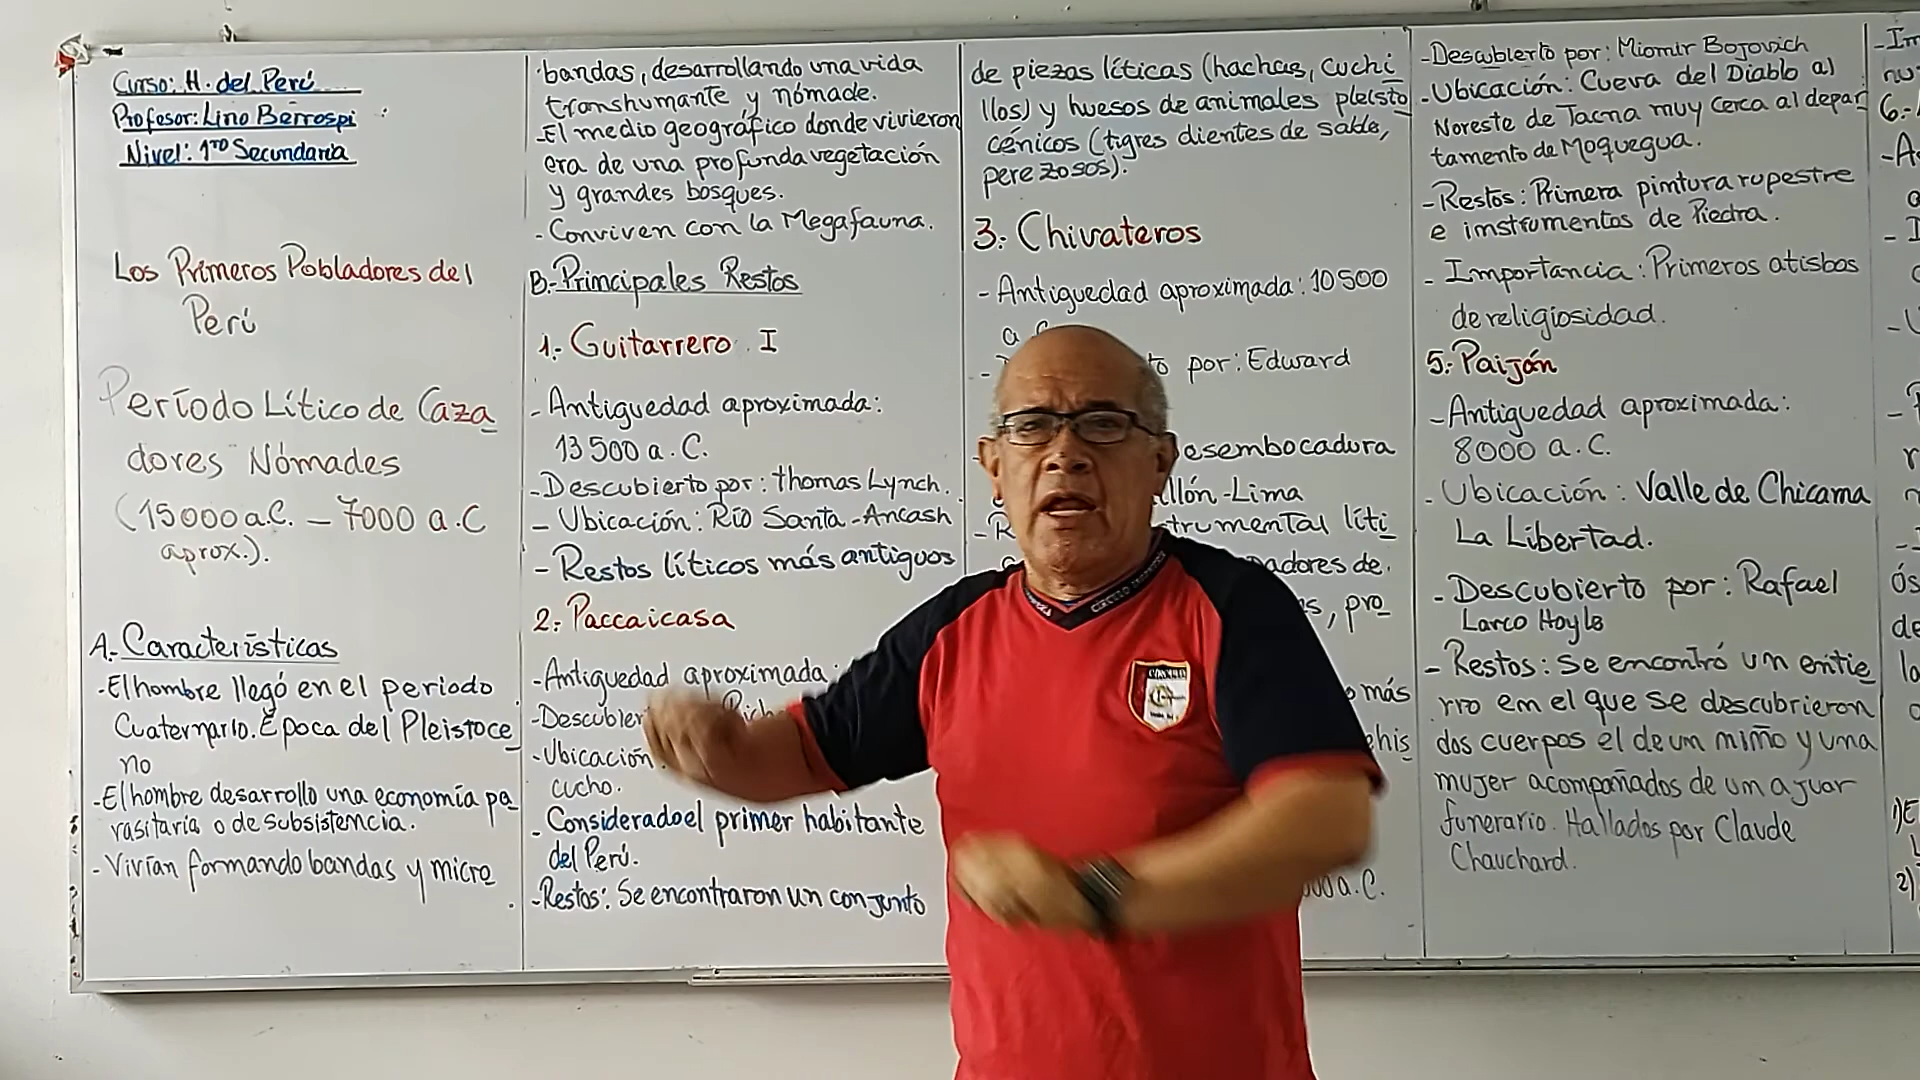 Curso: H. del Perú
Profesor: Lino Berrospi
Nivel: 1ro Secundaria
Los Primeros Pobladores del
Perú
Período Lítico de Caza
dores Nómades
(15000 a.C. - 7000 a.C
aprox.).
A.- Características
- El hombre llegó en el periodo
Cuaternario. Época del Pleistoce
no
- El hombre desarrollo una economía pa
rasitaria o de subsistencia.
- Vivían formando bandas y micro
bandas, desarrollando una vida
transhumante y nómade.
- El medio geográfico donde vivieron
era de una profunda vegetación
y grandes bosques.
- Conviven con la Megafauna.
B.- Principales Restos
1.- Guitarrero I
- Antiguedad aproximada:
13500 a.C.
- Descubierto por: Thomas Lynch.
- Ubicación: Río Santa - Ancash
- Restos líticos más antiguos
2.- Paccaicasa
- Antiguedad aproximada:
- Ubicación
cucho.
- Considerado el primer habitante
del Perú.
- Restos: Se encontraron un conjunto
de piezas líticas (hachas, cuchi
llos) y huesos de animales pleisto
cénicos (tigres dientes de sable,
perezosos).
3.- Chivateros
- Antiguedad aproximada: 10500
por: Edward
Lima
de.
, pro
más
a.C.
- Descubierto por: Miomir Bojovich
- Ubicación: Cueva del Diablo al
Noreste de Tacna muy cerca al depar
tamento de Moquegua.
- Restos: Primera pintura rupestre
e instrumentos de Piedra.
- Importancia: Primeros atisbos
de religiosidad.
5.- Paiján
- Antiguedad aproximada:
8000 a.C.
- Ubicación: Valle de Chicama
La Libertad.
- Descubierto por: Rafael
Larco Hoyle
- Restos: Se encontró un entie
rro en el que se descubrieron
dos cuerpos el de un niño y una
mujer acompañados de un ajuar
funerario. Hallados por Claude
Chauchard.
6.-
1)
2)